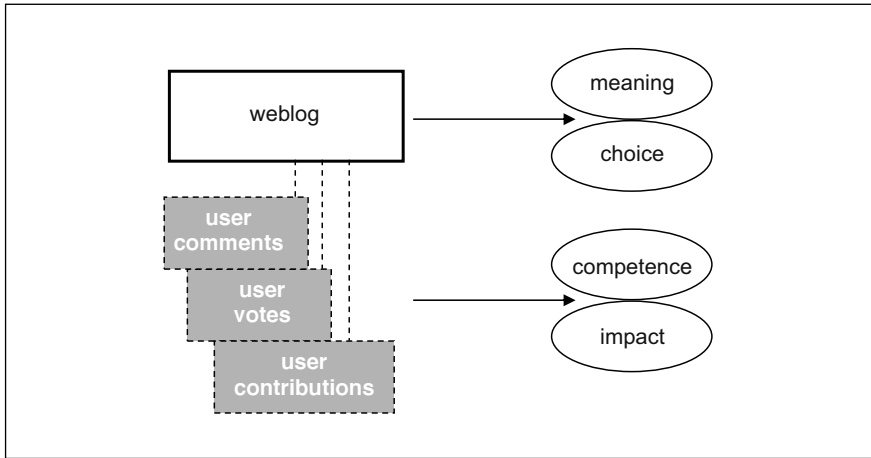 weblog
meaning
choice
user
comments
user
votes
user
contributions
competence
impact